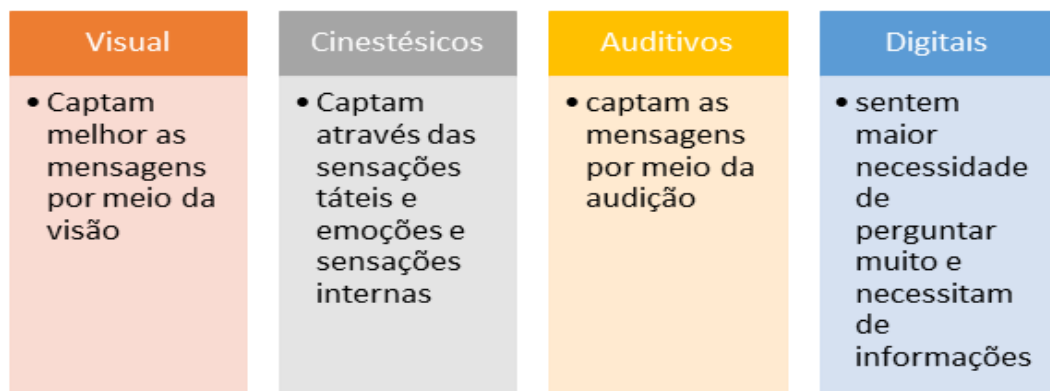 Visual
• Captam
melhor as
mensagens
por meio da
visão
Cinestésicos
• Captam
através das
sensações
táteis e
emoções e
sensações
internas
Auditivos
• captam as
mensagens
por meio da
audição
Digitais
• sentem
maior
necessidade
de
perguntar
muito e
necessitam
de
informações